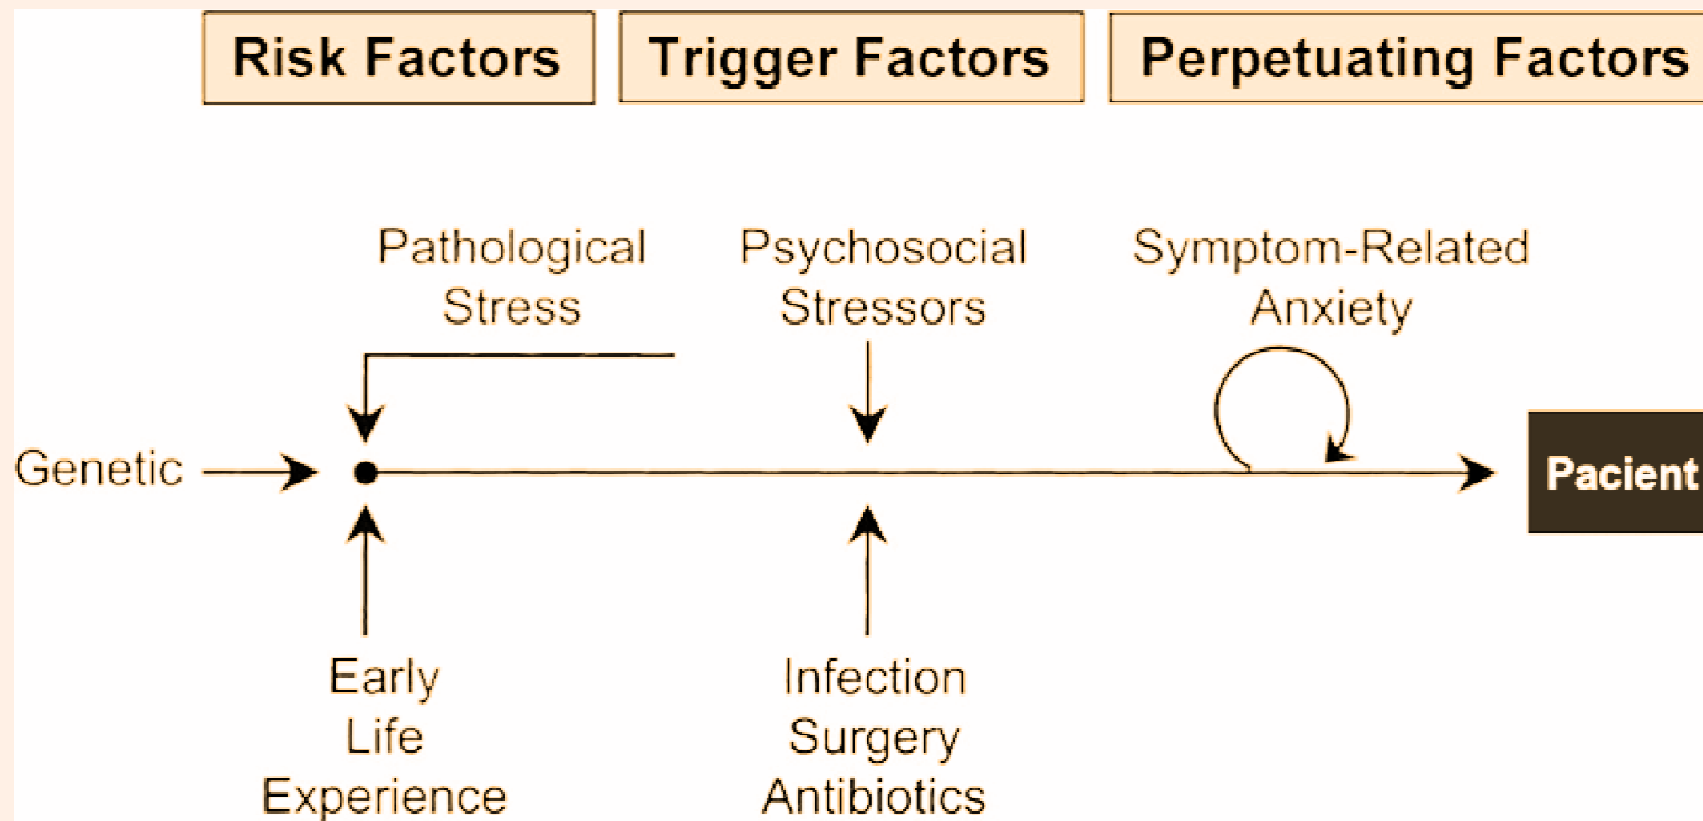 Risk Factors
Trigger Factors
Perpetuating Factors
Pathological
Stress
Psychosocial
Stressors
Symptom-Related
Anxiety
Genetic
Pacient
Early
Life
Experience
Infection
Surgery
Antibiotics